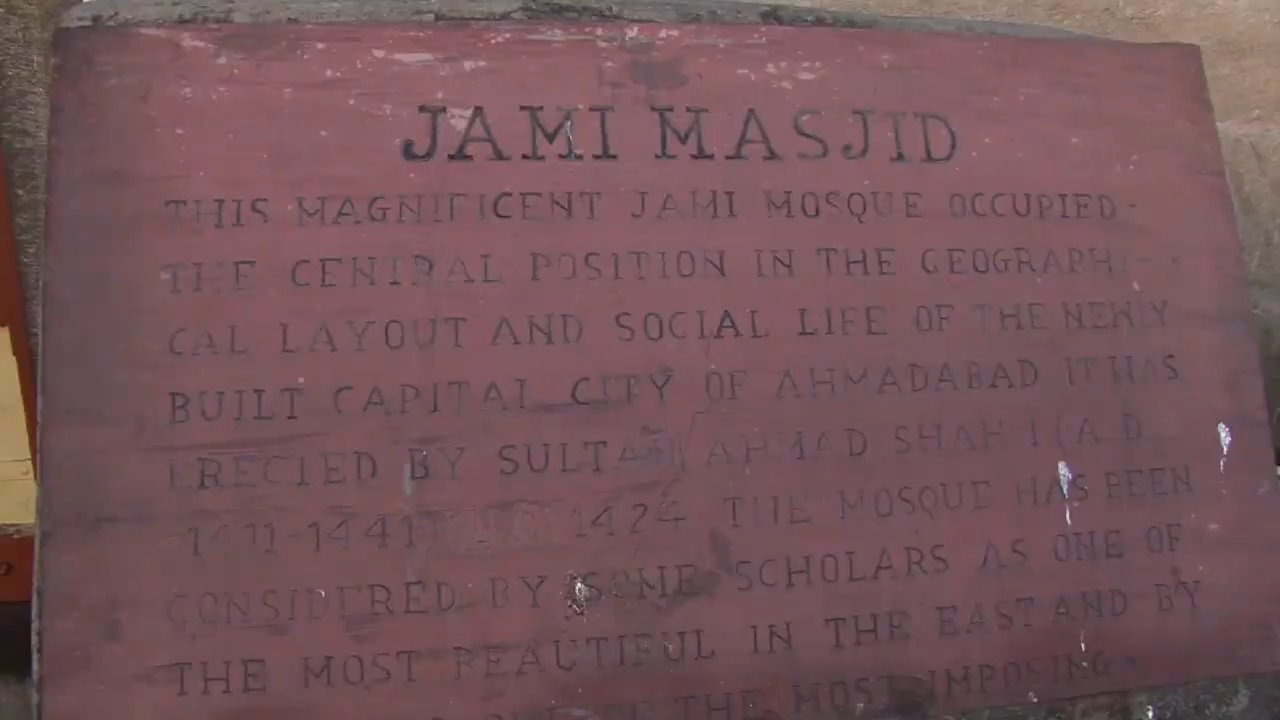 JAMI MASJID
THIS MAGNIFICENT JAMI MOSQUE OCCUPIED-
THE CENTRAL POSITION IN THE GEOGRAPHI-
CAL LAYOUT AND SOCIAL LIFE OF THE NEWLY
BUILT CAPITAL CITY OF AHMADABAD IT WAS
ERECTED BY SULTAN AHMAD SHAH I (A.D.
1411-1441) 1424 THE MOSQUE HAS BEEN
CONSIDERED BY SOME SCHOLARS AS ONE OF
THE MOST BEAUTIFUL IN THE EAST AND BY
THE MOST IMPOSING